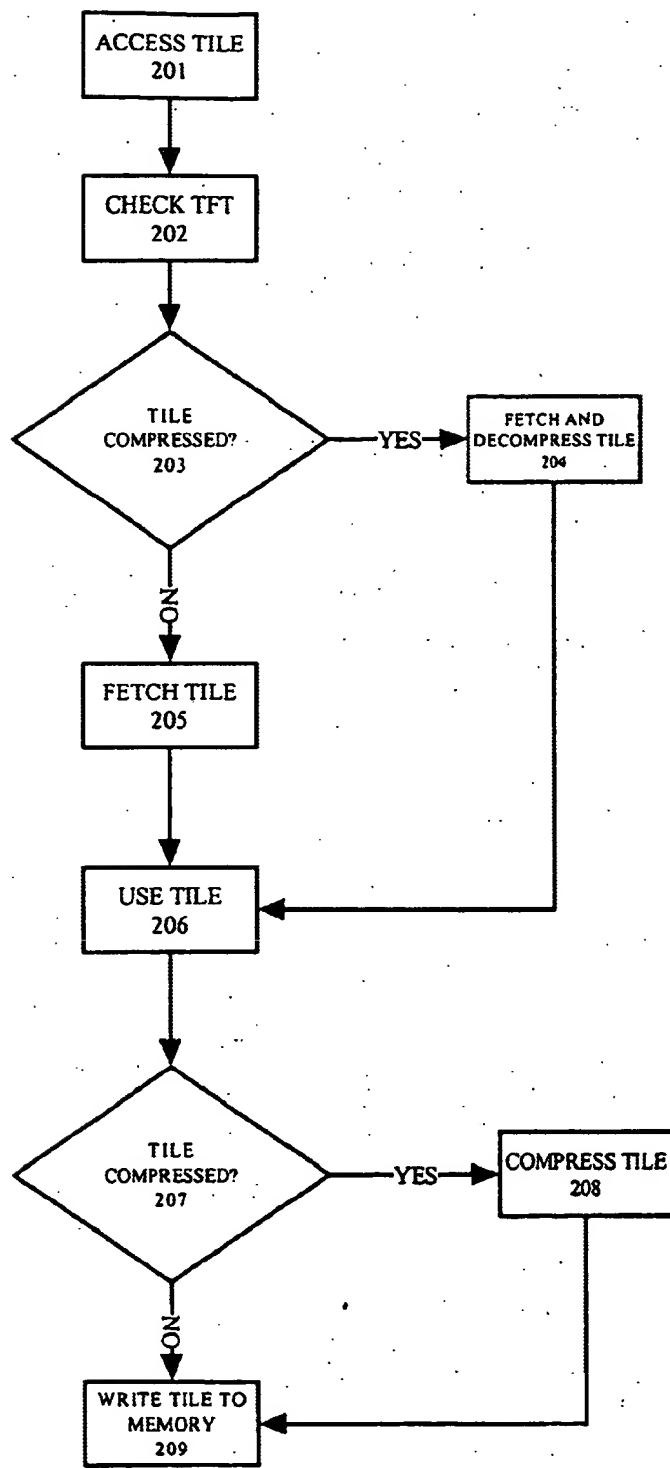 ACCESS TILE
201
CHECK TFT
202
TILE
COMPRESSED?
203
YES
FETCH AND
DECOMPRESS TILE
204
NO
FETCH TILE
205
USE TILE
206
TILE
COMPRESSED?
207
YES
COMPRESS TILE
208
NO
WRITE TILE TO
MEMORY
209